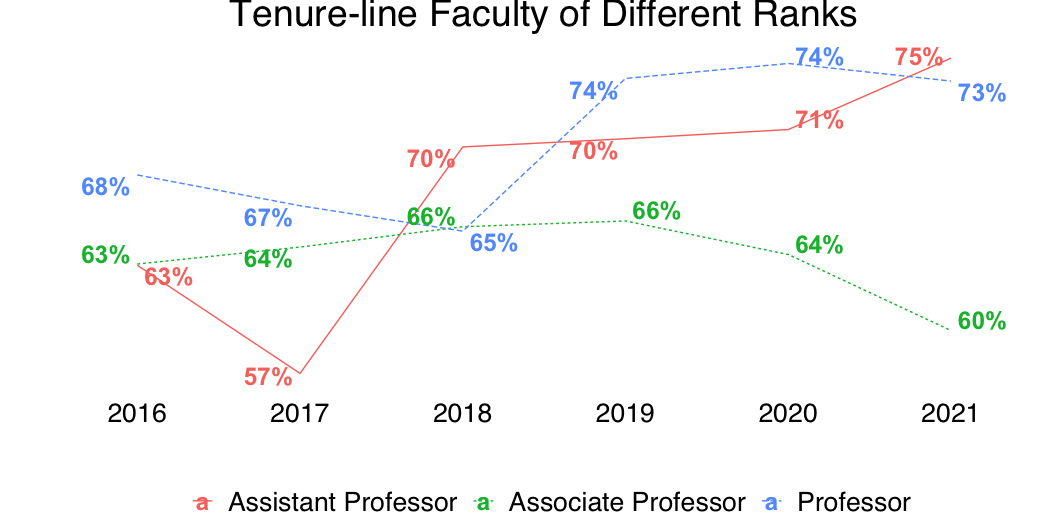 Tenure-line Faculty of Different Ranks
74% 75%
74% 73%
71%
70% 70%
68%
67% 66% 66%
65% 64%
63% 64%
63%
60%
57%
2016 2017 2018 2019 2020 2021
a Assistant Professor a Associate Professor a Professor